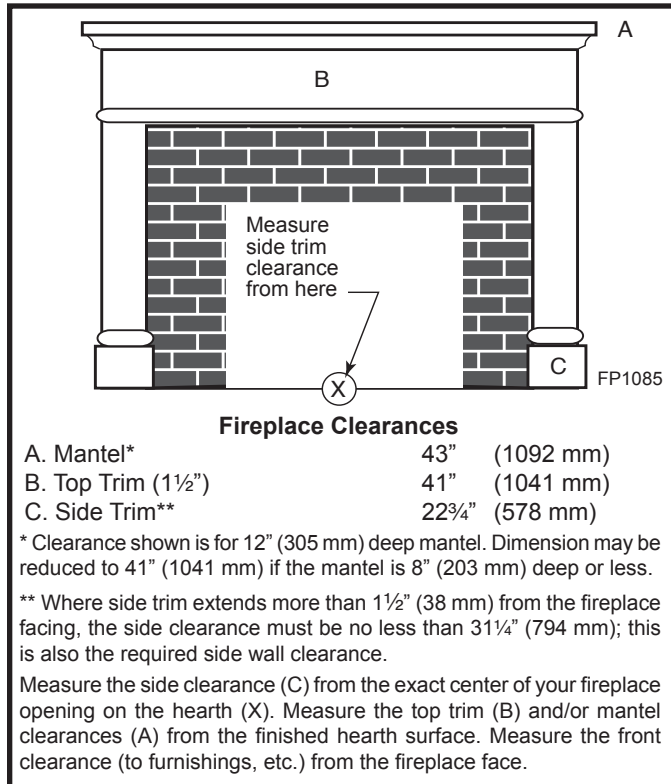 A
B
Measure
side trim
clearance
from here
C
X
FP1085
Fireplace Clearances
A. Mantel* 43” (1092 mm)
B. Top Trim (1½”) 41” (1041 mm)
C. Side Trim** 22¾” (578 mm)
* Clearance shown is for 12” (305 mm) deep mantel. Dimension may be
reduced to 41” (1041 mm) if the mantel is 8” (203 mm) deep or less.
** Where side trim extends more than 1½” (38 mm) from the fireplace
facing, the side clearance must be no less than 31¼” (794 mm); this
is also the required side wall clearance.
Measure the side clearance (C) from the exact center of your fireplace
opening on the hearth (X). Measure the top trim (B) and/or mantel
clearances (A) from the finished hearth surface. Measure the front
clearance (to furnishings, etc.) from the fireplace face.